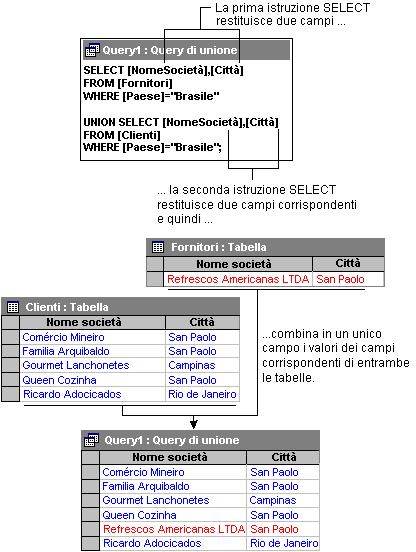 La prima istruzione SELECT
restituisce due campi ...
Query1 : Query di unione
SELECT [NomeSocietà],[Città]
FROM [Fornitori]
WHERE [Paese]="Brasile"
UNION SELECT [NomeSocietà],[Città]
FROM [Clienti]
WHERE [Paese]="Brasile";
... la seconda istruzione SELECT
restituisce due campi corrispondenti
e quindi ...
Fornitori : Tabella
Nome società Città
Refrescos Americanas LTDA San Paolo
Clienti : Tabella
Nome società Città
Comércio Mineiro San Paolo
Familia Arquibaldo San Paolo
Gourmet Lanchonetes Campinas
Queen Cozinha San Paolo
Ricardo Adocicados Rio de Janeiro
...combina in un unico
campo i valori dei campi
corrispondenti di entrambe
le tabelle.
Query1 : Query di unione
Nome società Città
Comércio Mineiro San Paolo
Familia Arquibaldo San Paolo
Gourmet Lanchonetes Campinas
Queen Cozinha San Paolo
Refrescos Americanas LTDA San Paolo
Ricardo Adocicados Rio de Janeiro